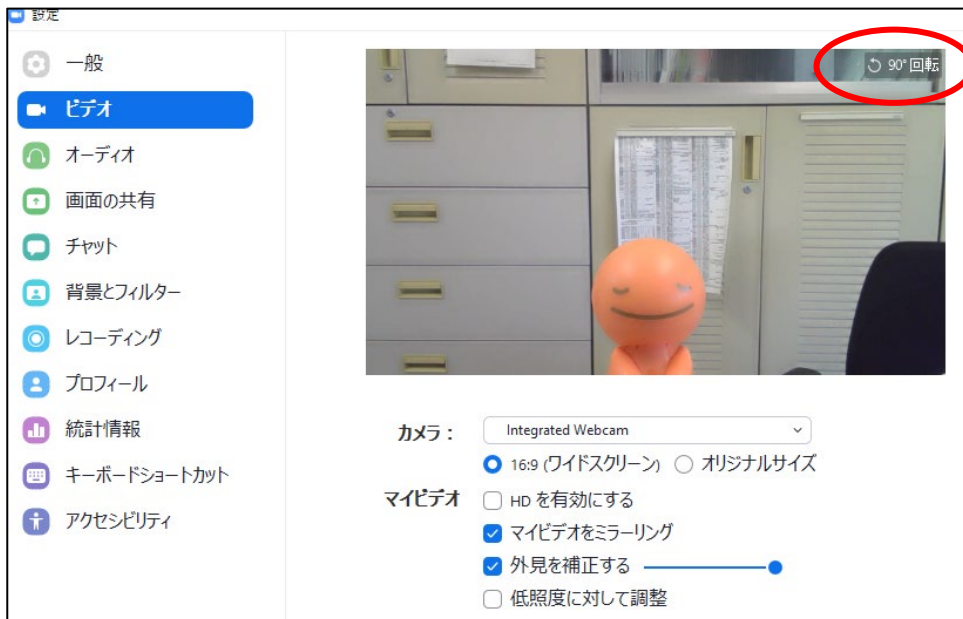 設定
一般
ビデオ
オーディオ
画面の共有
チャット
背景とフィルター
レコーディング
プロフィール
統計情報
キーボードショートカット
アクセシビリティ
90°回転
カメラ：
Integrated Webcam
16:9 (ワイドスクリーン)
オリジナルサイズ
マイビデオ
HD を有効にする
マイビデオをミラーリング
外見を補正する
低照度に対して調整